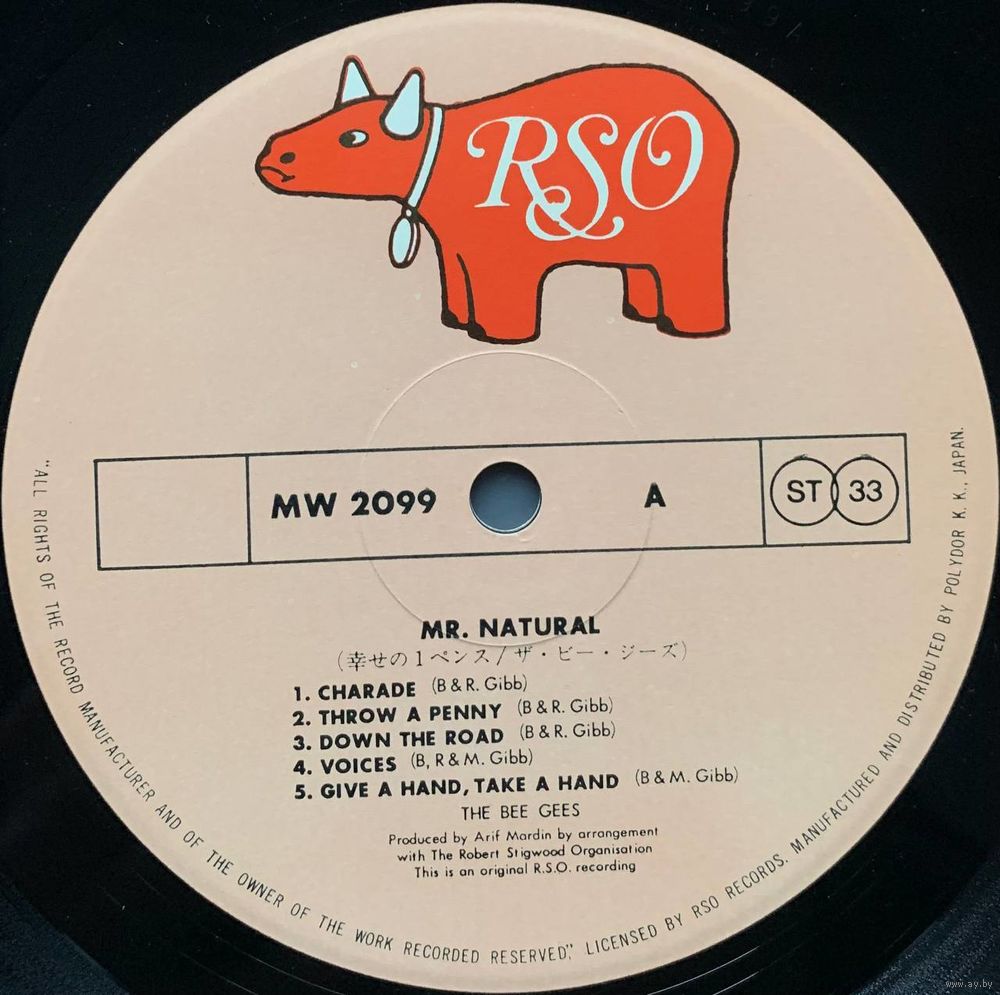 RSO
MW 2099 A ST 33
MR. NATURAL
(幸せの1ペンス/ザ・ビー・ジーズ)
1. CHARADE (B & R. Gibb)
2. THROW A PENNY (B & R. Gibb)
3. DOWN THE ROAD (B & R. Gibb)
4. VOICES (B, R & M. Gibb)
5. GIVE A HAND, TAKE A HAND (B & M. Gibb)
THE BEE GEES
Produced by Arif Mardin by arrangement
with The Robert Stigwood Organisation
This is an original R.S.O. recording
"ALL RIGHTS OF THE RECORD MANUFACTURER AND OF THE OWNER OF THE WORK RECORDED RESERVED", LICENSED BY RSO RECORDS. MANUFACTURED AND DISTRIBUTED BY POLYDOR K. K., JAPAN.
www.ay.by